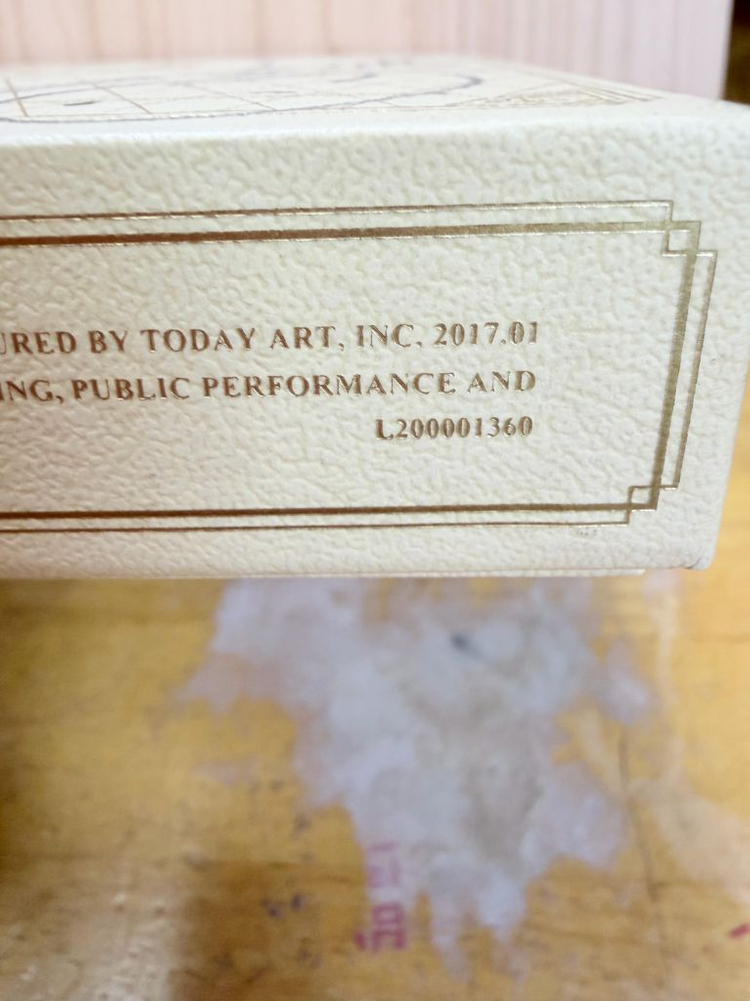 URED BY TODAY ART, INC. 2017.01
ING, PUBLIC PERFORMANCE AND
L200001360